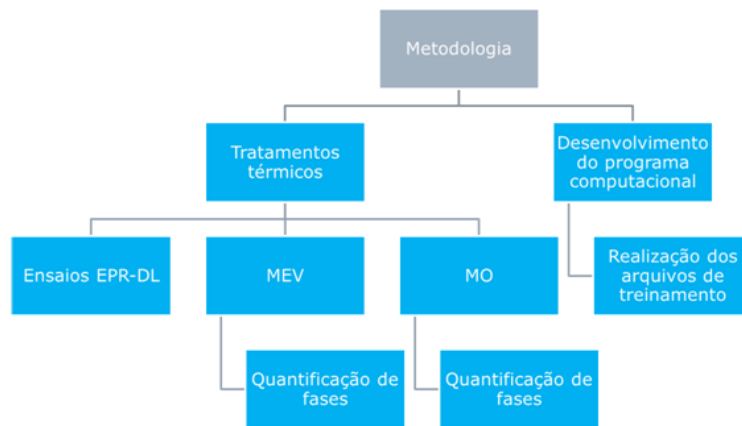 Metodologia
Tratamentos
térmicos
Desenvolvimento
do programa
computacional
Ensaios EPR-DL
MEV
MO
Realização dos
arquivos de
treinamento
Quantificação de
fases
Quantificação de
fases